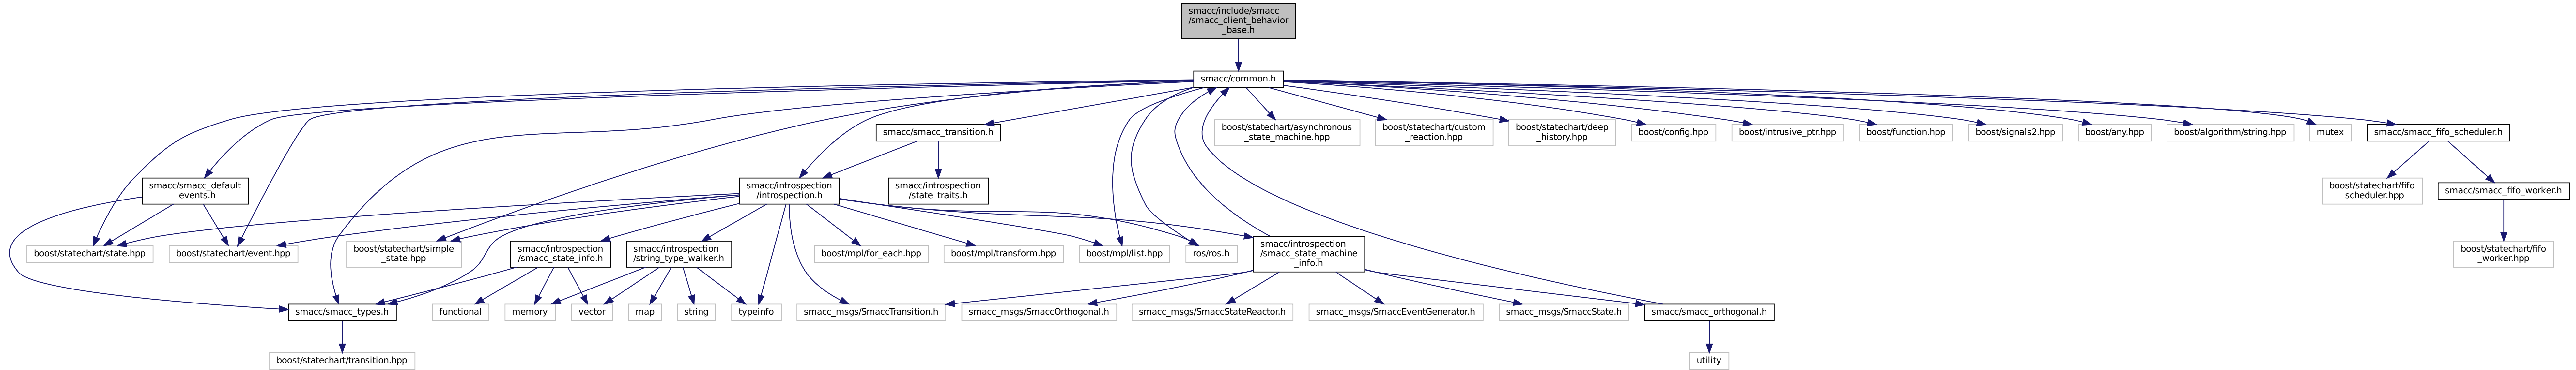 smacc/include/smacc
/smacc_client_behavior
_base.h
smacc/common.h
smacc/smacc_transition.h
boost/statechart/asynchronous
_state_machine.hpp
boost/statechart/custom
_reaction.hpp
boost/statechart/deep
_history.hpp
boost/config.hpp
boost/intrusive_ptr.hpp
boost/function.hpp
boost/signals2.hpp
boost/any.hpp
boost/algorithm/string.hpp
mutex
smacc/smacc_fifo_scheduler.h
smacc/smacc_default
_events.h
smacc/introspection
/introspection.h
smacc/introspection
/state_traits.h
boost/statechart/fifo
_scheduler.hpp
smacc/smacc_fifo_worker.h
boost/statechart/state.hpp
boost/statechart/event.hpp
boost/statechart/simple
_state.hpp
smacc/introspection
/smacc_state_info.h
smacc/introspection
/string_type_walker.h
boost/mpl/for_each.hpp
boost/mpl/transform.hpp
boost/mpl/list.hpp
ros/ros.h
smacc/introspection
/smacc_state_machine
_info.h
boost/statechart/fifo
_worker.hpp
smacc/smacc_types.h
functional
memory
vector
map
string
typeinfo
smacc_msgs/SmaccTransition.h
smacc_msgs/SmaccOrthogonal.h
smacc_msgs/SmaccStateReactor.h
smacc_msgs/SmaccEventGenerator.h
smacc_msgs/SmaccState.h
smacc/smacc_orthogonal.h
boost/statechart/transition.hpp
utility